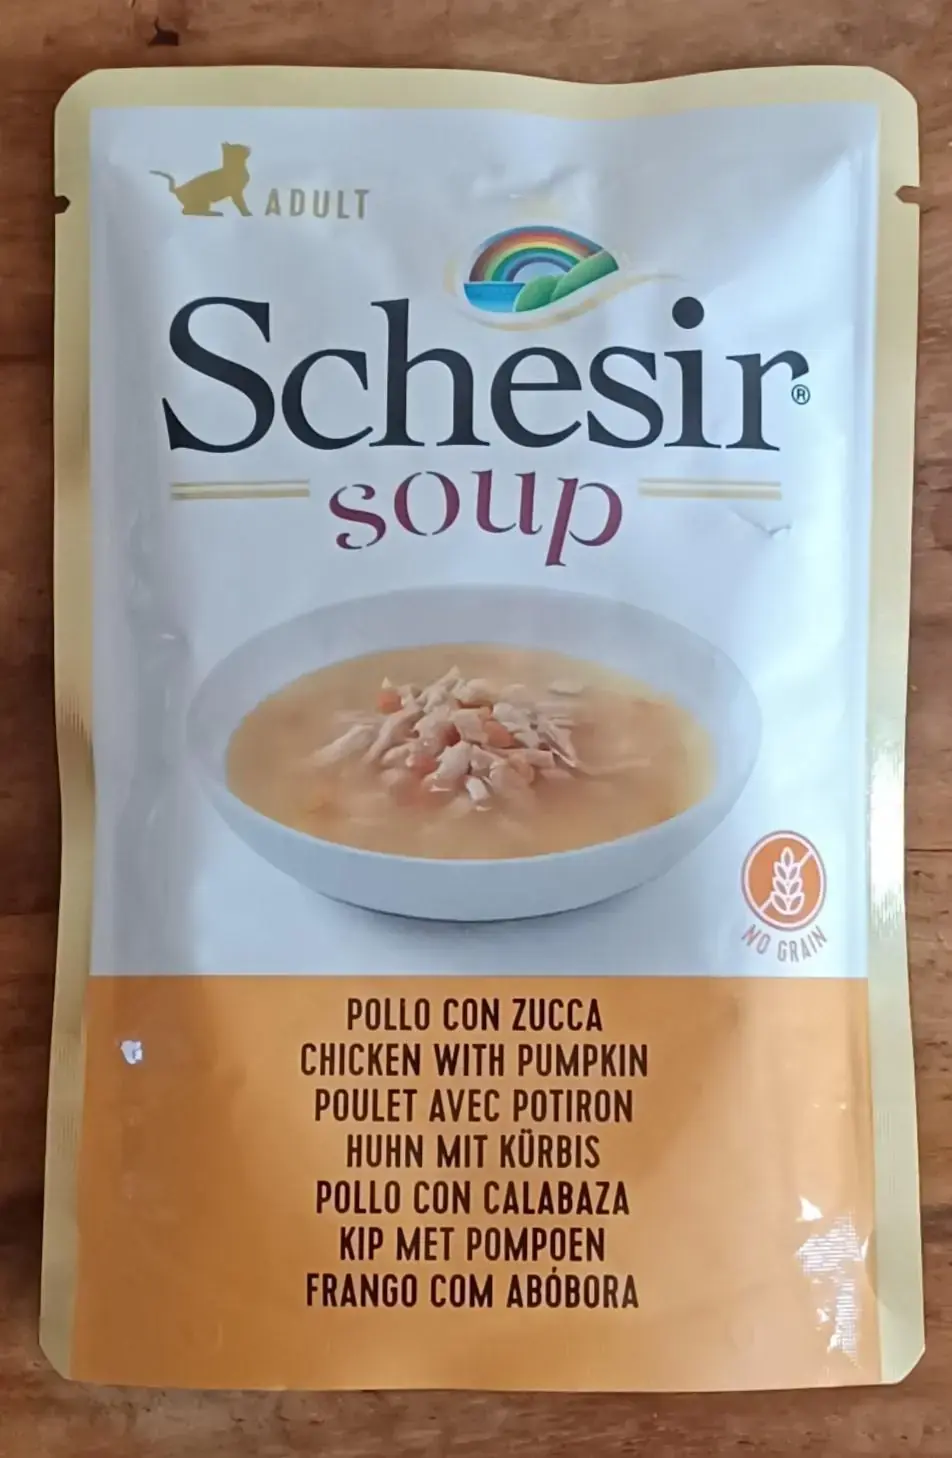 ADULT
Schesir®
soup
NO GRAIN
POLLO CON ZUCCA
CHICKEN WITH PUMPKIN
POULET AVEC POTIRON
HUHN MIT KÜRBIS
POLLO CON CALABAZA
KIP MET POMPOEN
FRANGO COM ABÓBORA